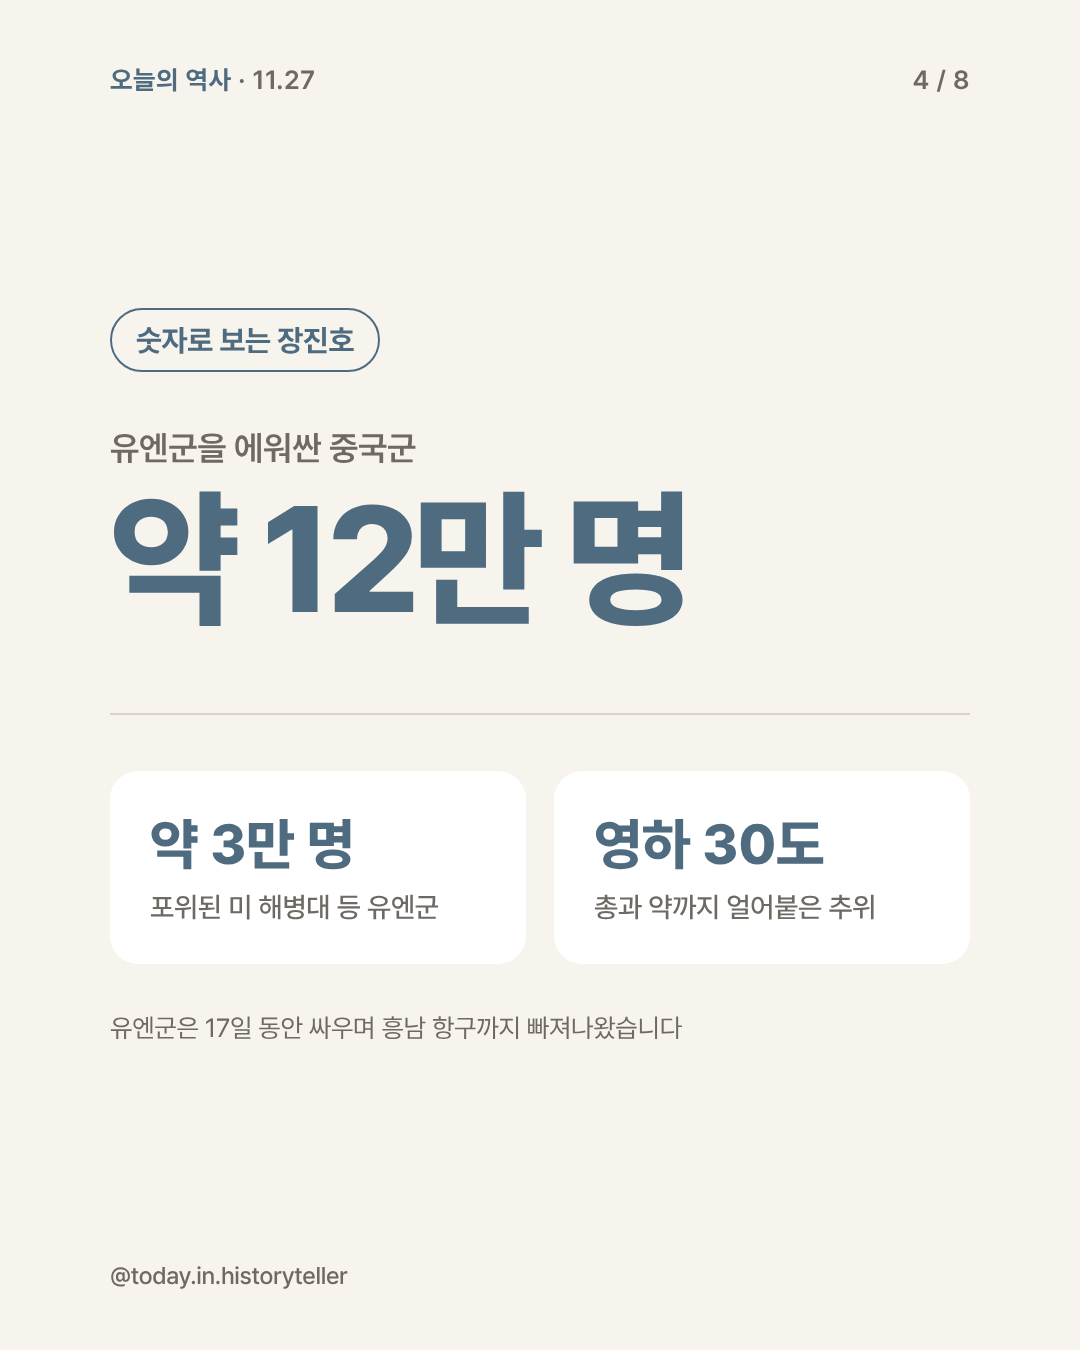 오늘의 역사 · 11.27
4 / 8
숫자로 보는 장진호
유엔군을 에워싼 중국군
약 12만 명
약 3만 명
포위된 미 해병대 등 유엔군
영하 30도
총과 약까지 얼어붙은 추위
유엔군은 17일 동안 싸우며 흥남 항구까지 빠져나왔습니다
@today.in.historyteller